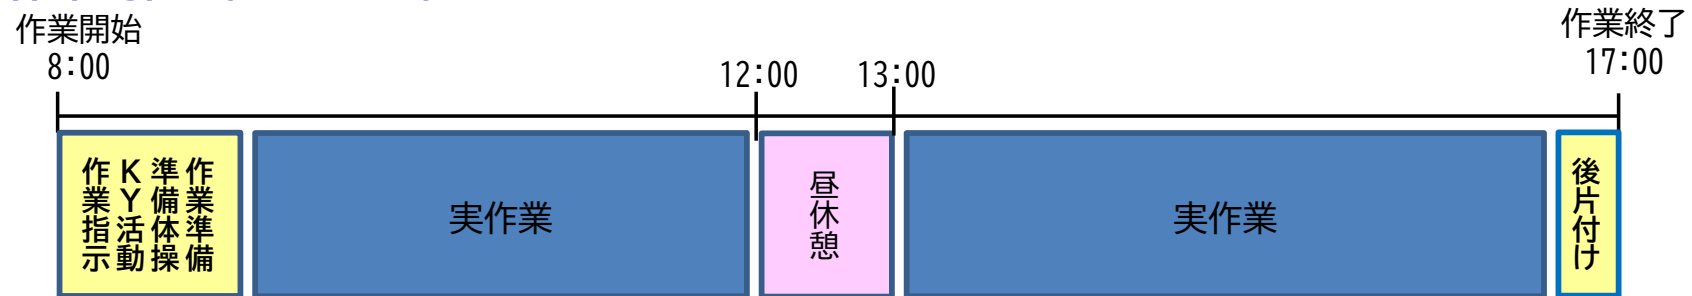 作業開始
8:00
12:00
13:00
作業終了
17:00
作業準備
準備体操
KY活動
作業指示
実作業
昼休憩
実作業
後片付け